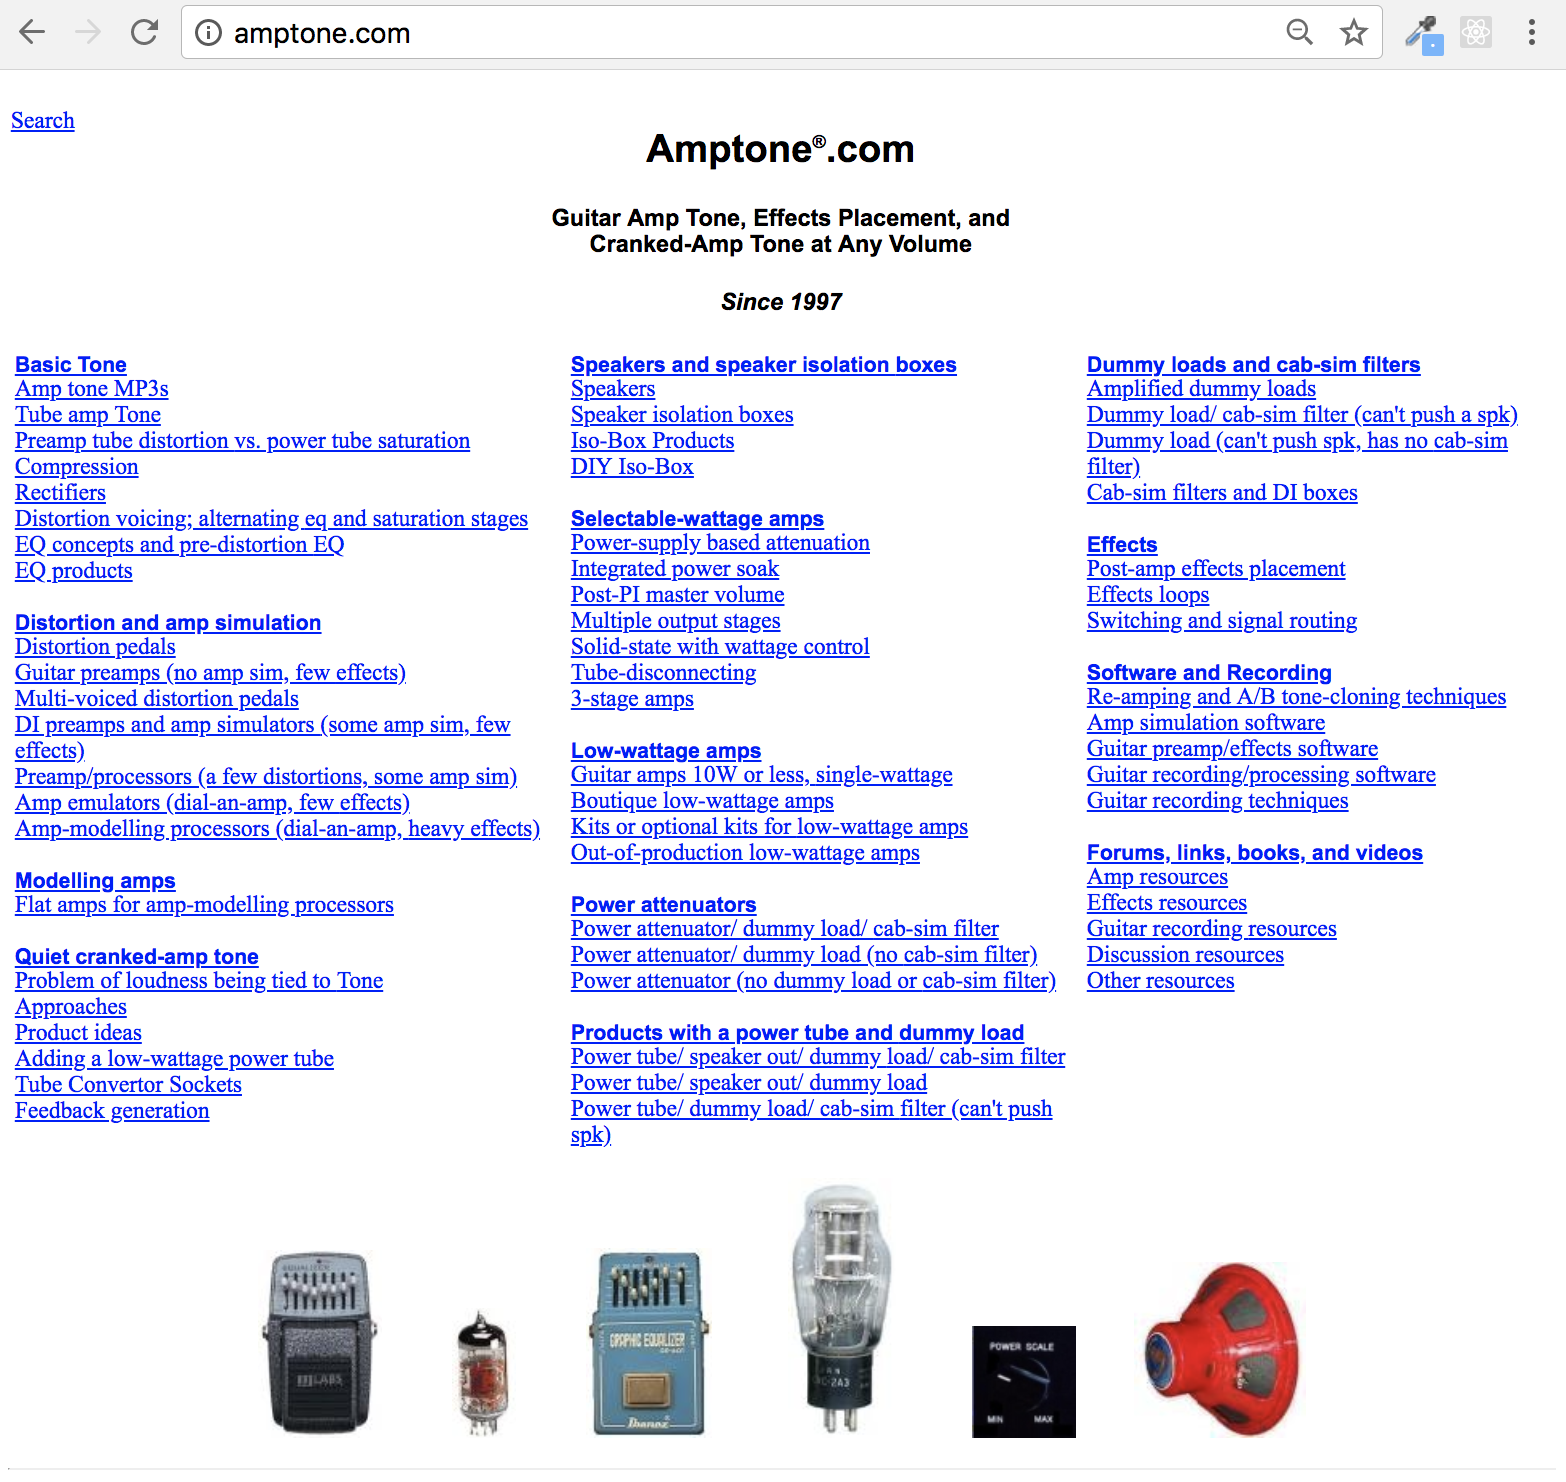 amptone.com
Search
Amptone®.com
Guitar Amp Tone, Effects Placement, and
Cranked-Amp Tone at Any Volume
Since 1997
Basic Tone
Amp tone MP3s
Tube amp Tone
Preamp tube distortion vs. power tube saturation
Compression
Rectifiers
Distortion voicing; alternating eq and saturation stages
EQ concepts and pre-distortion EQ
EQ products
Distortion and amp simulation
Distortion pedals
Guitar preamps (no amp sim, few effects)
Multi-voiced distortion pedals
DI preamps and amp simulators (some amp sim, few
effects)
Preamp/processors (a few distortions, some amp sim)
Amp emulators (dial-an-amp, few effects)
Amp-modelling processors (dial-an-amp, heavy effects)
Modelling amps
Flat amps for amp-modelling processors
Quiet cranked-amp tone
Problem of loudness being tied to Tone
Approaches
Product ideas
Adding a low-wattage power tube
Tube Convertor Sockets
Feedback generation
Speakers and speaker isolation boxes
Speakers
Speaker isolation boxes
Iso-Box Products
DIY Iso-Box
Selectable-wattage amps
Power-supply based attenuation
Integrated power soak
Post-PI master volume
Multiple output stages
Solid-state with wattage control
Tube-disconnecting
3-stage amps
Low-wattage amps
Guitar amps 10W or less, single-wattage
Boutique low-wattage amps
Kits or optional kits for low-wattage amps
Out-of-production low-wattage amps
Power attenuators
Power attenuator/ dummy load/ cab-sim filter
Power attenuator/ dummy load (no cab-sim filter)
Power attenuator (no dummy load or cab-sim filter)
Products with a power tube and dummy load
Power tube/ speaker out/ dummy load/ cab-sim filter
Power tube/ speaker out/ dummy load
Power tube/ dummy load/ cab-sim filter (can't push
spk)
Dummy loads and cab-sim filters
Amplified dummy loads
Dummy load/ cab-sim filter (can't push a spk)
Dummy load (can't push spk, has no cab-sim
filter)
Cab-sim filters and DI boxes
Effects
Post-amp effects placement
Effects loops
Switching and signal routing
Software and Recording
Re-amping and A/B tone-cloning techniques
Amp simulation software
Guitar preamp/effects software
Guitar recording/processing software
Guitar recording techniques
Forums, links, books, and videos
Amp resources
Effects resources
Guitar recording resources
Discussion resources
Other resources
EQUALIZER
LABS
GRAPHIC EQUALIZER
Ibanez
POWER SCALE
MIN MAX